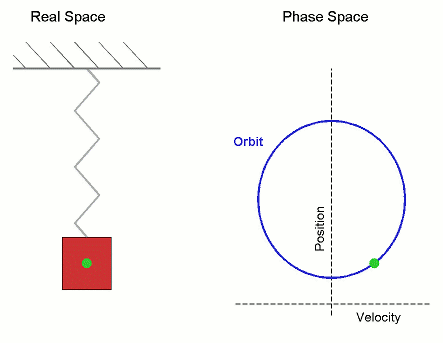 Real Space
Phase Space
Orbit
Position
Velocity